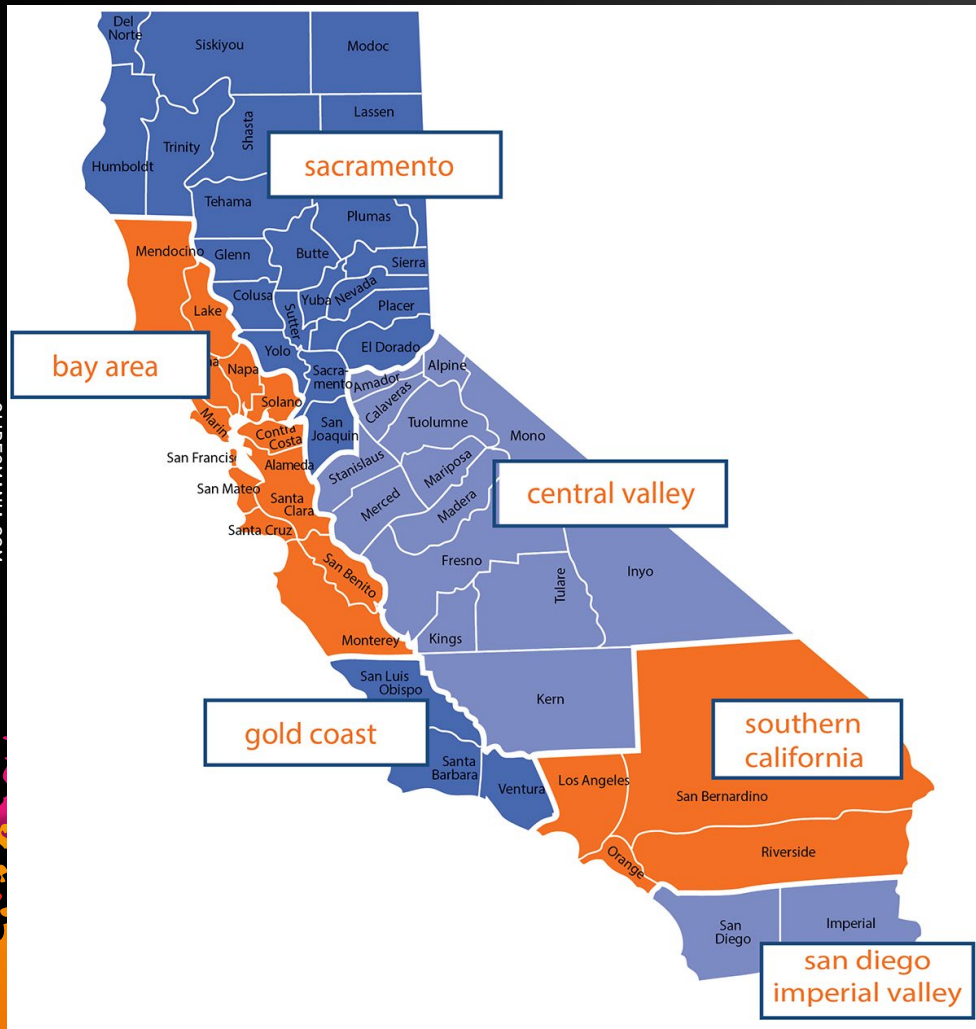 Del
Norte
Siskiyou
Modoc
Humboldt
Trinity
Shasta
Lassen
sacramento
Tehama
Plumas
Mendocino
Glenn
Butte
Sierra
Lake
Colusa
Sutter
Yuba
Nevada
Placer
bay area
Napa
Yolo
El Dorado
Solano
Sacra-
mento
Amador
Alpine
Marin
Contra
Costa
San
Joaquin
Calaveras
Tuolumne
Mono
San Francis
Alameda
Stanislaus
Mariposa
central valley
San Mateo
Santa
Clara
Merced
Madera
Santa Cruz
San Benito
Fresno
Tulare
Inyo
Monterey
Kings
San Luis
Obispo
Kern
gold coast
southern
california
Santa
Barbara
Ventura
Los Angeles
San Bernardino
Orange
Riverside
San
Diego
Imperial
san diego
imperial valley